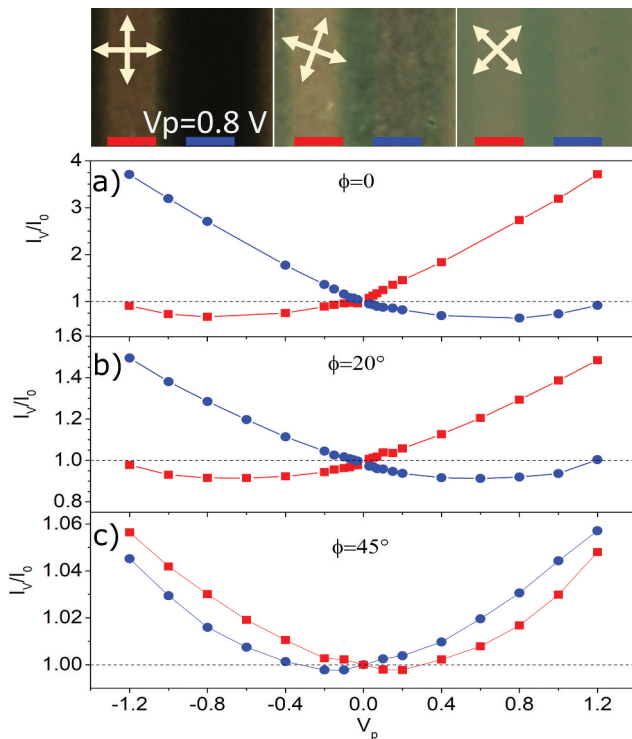 Vp=0.8 V
a)
ϕ=0
4
3
2
1
I_V/I_0
b)
ϕ=20°
1.6
1.4
1.2
1.0
0.8
I_V/I_0
c)
ϕ=45°
1.06
1.04
1.02
1.00
I_V/I_0
-1.2 -0.8 -0.4 0.0 0.4 0.8 1.2
V_p